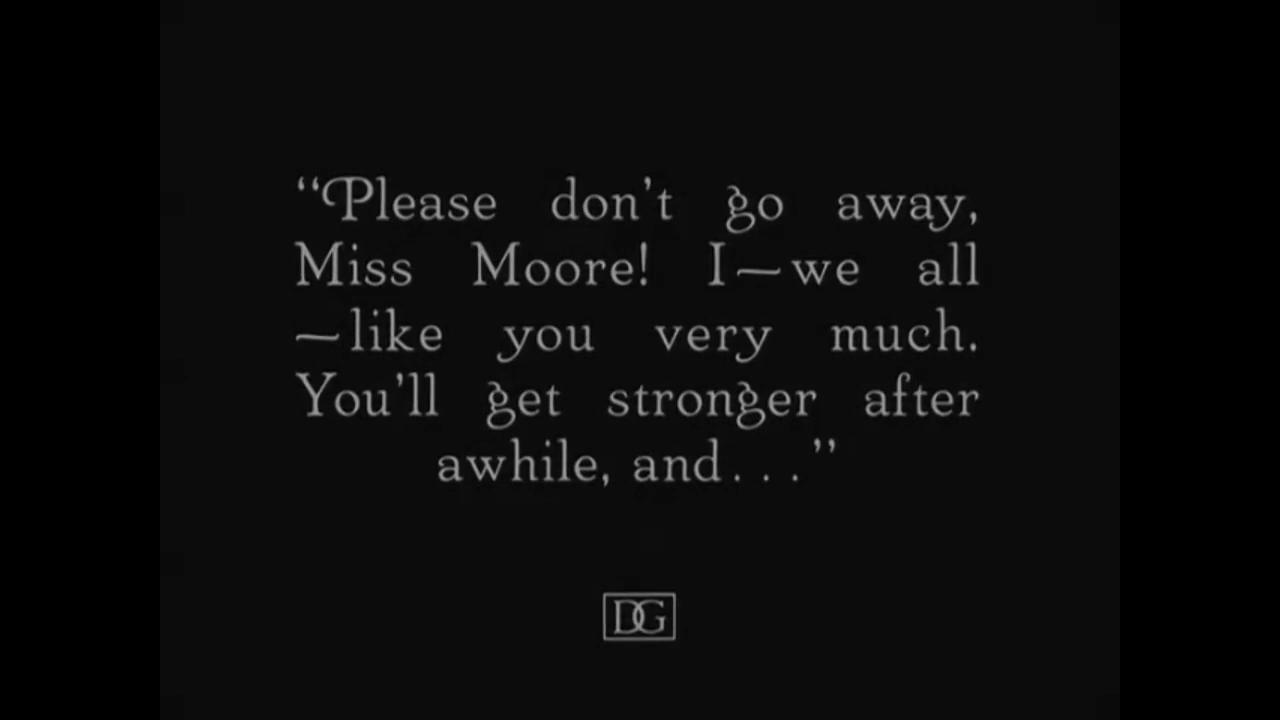 “Please don’t go away,
Miss Moore! I—we all
—like you very much.
You’ll get stronger after
awhile, and . . .”
DG